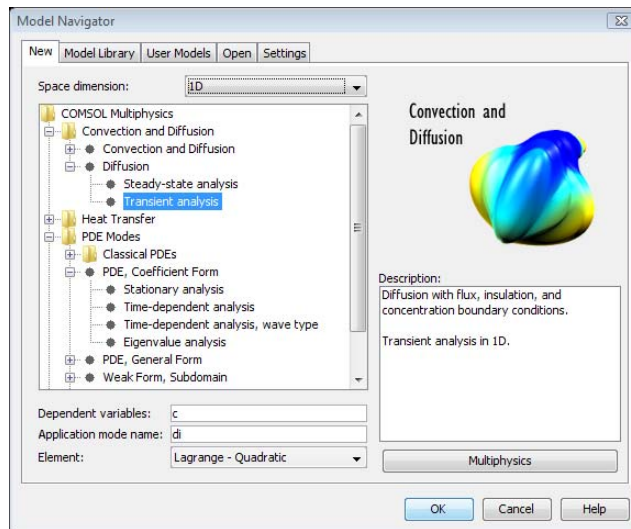 Model Navigator
New Model Library User Models Open Settings
Space dimension: 1D
COMSOL Multiphysics
Convection and Diffusion
Convection and Diffusion
Diffusion
Steady-state analysis
Transient analysis
Heat Transfer
PDE Modes
Classical PDEs
PDE, Coefficient Form
Stationary analysis
Time-dependent analysis
Time-dependent analysis, wave type
Eigenvalue analysis
PDE, General Form
Weak Form, Subdomain
Dependent variables: c
Application mode name: di
Element: Lagrange - Quadratic
Convection and
Diffusion
Description:
Diffusion with flux, insulation, and
concentration boundary conditions.
Transient analysis in 1D.
Multiphysics
OK Cancel Help